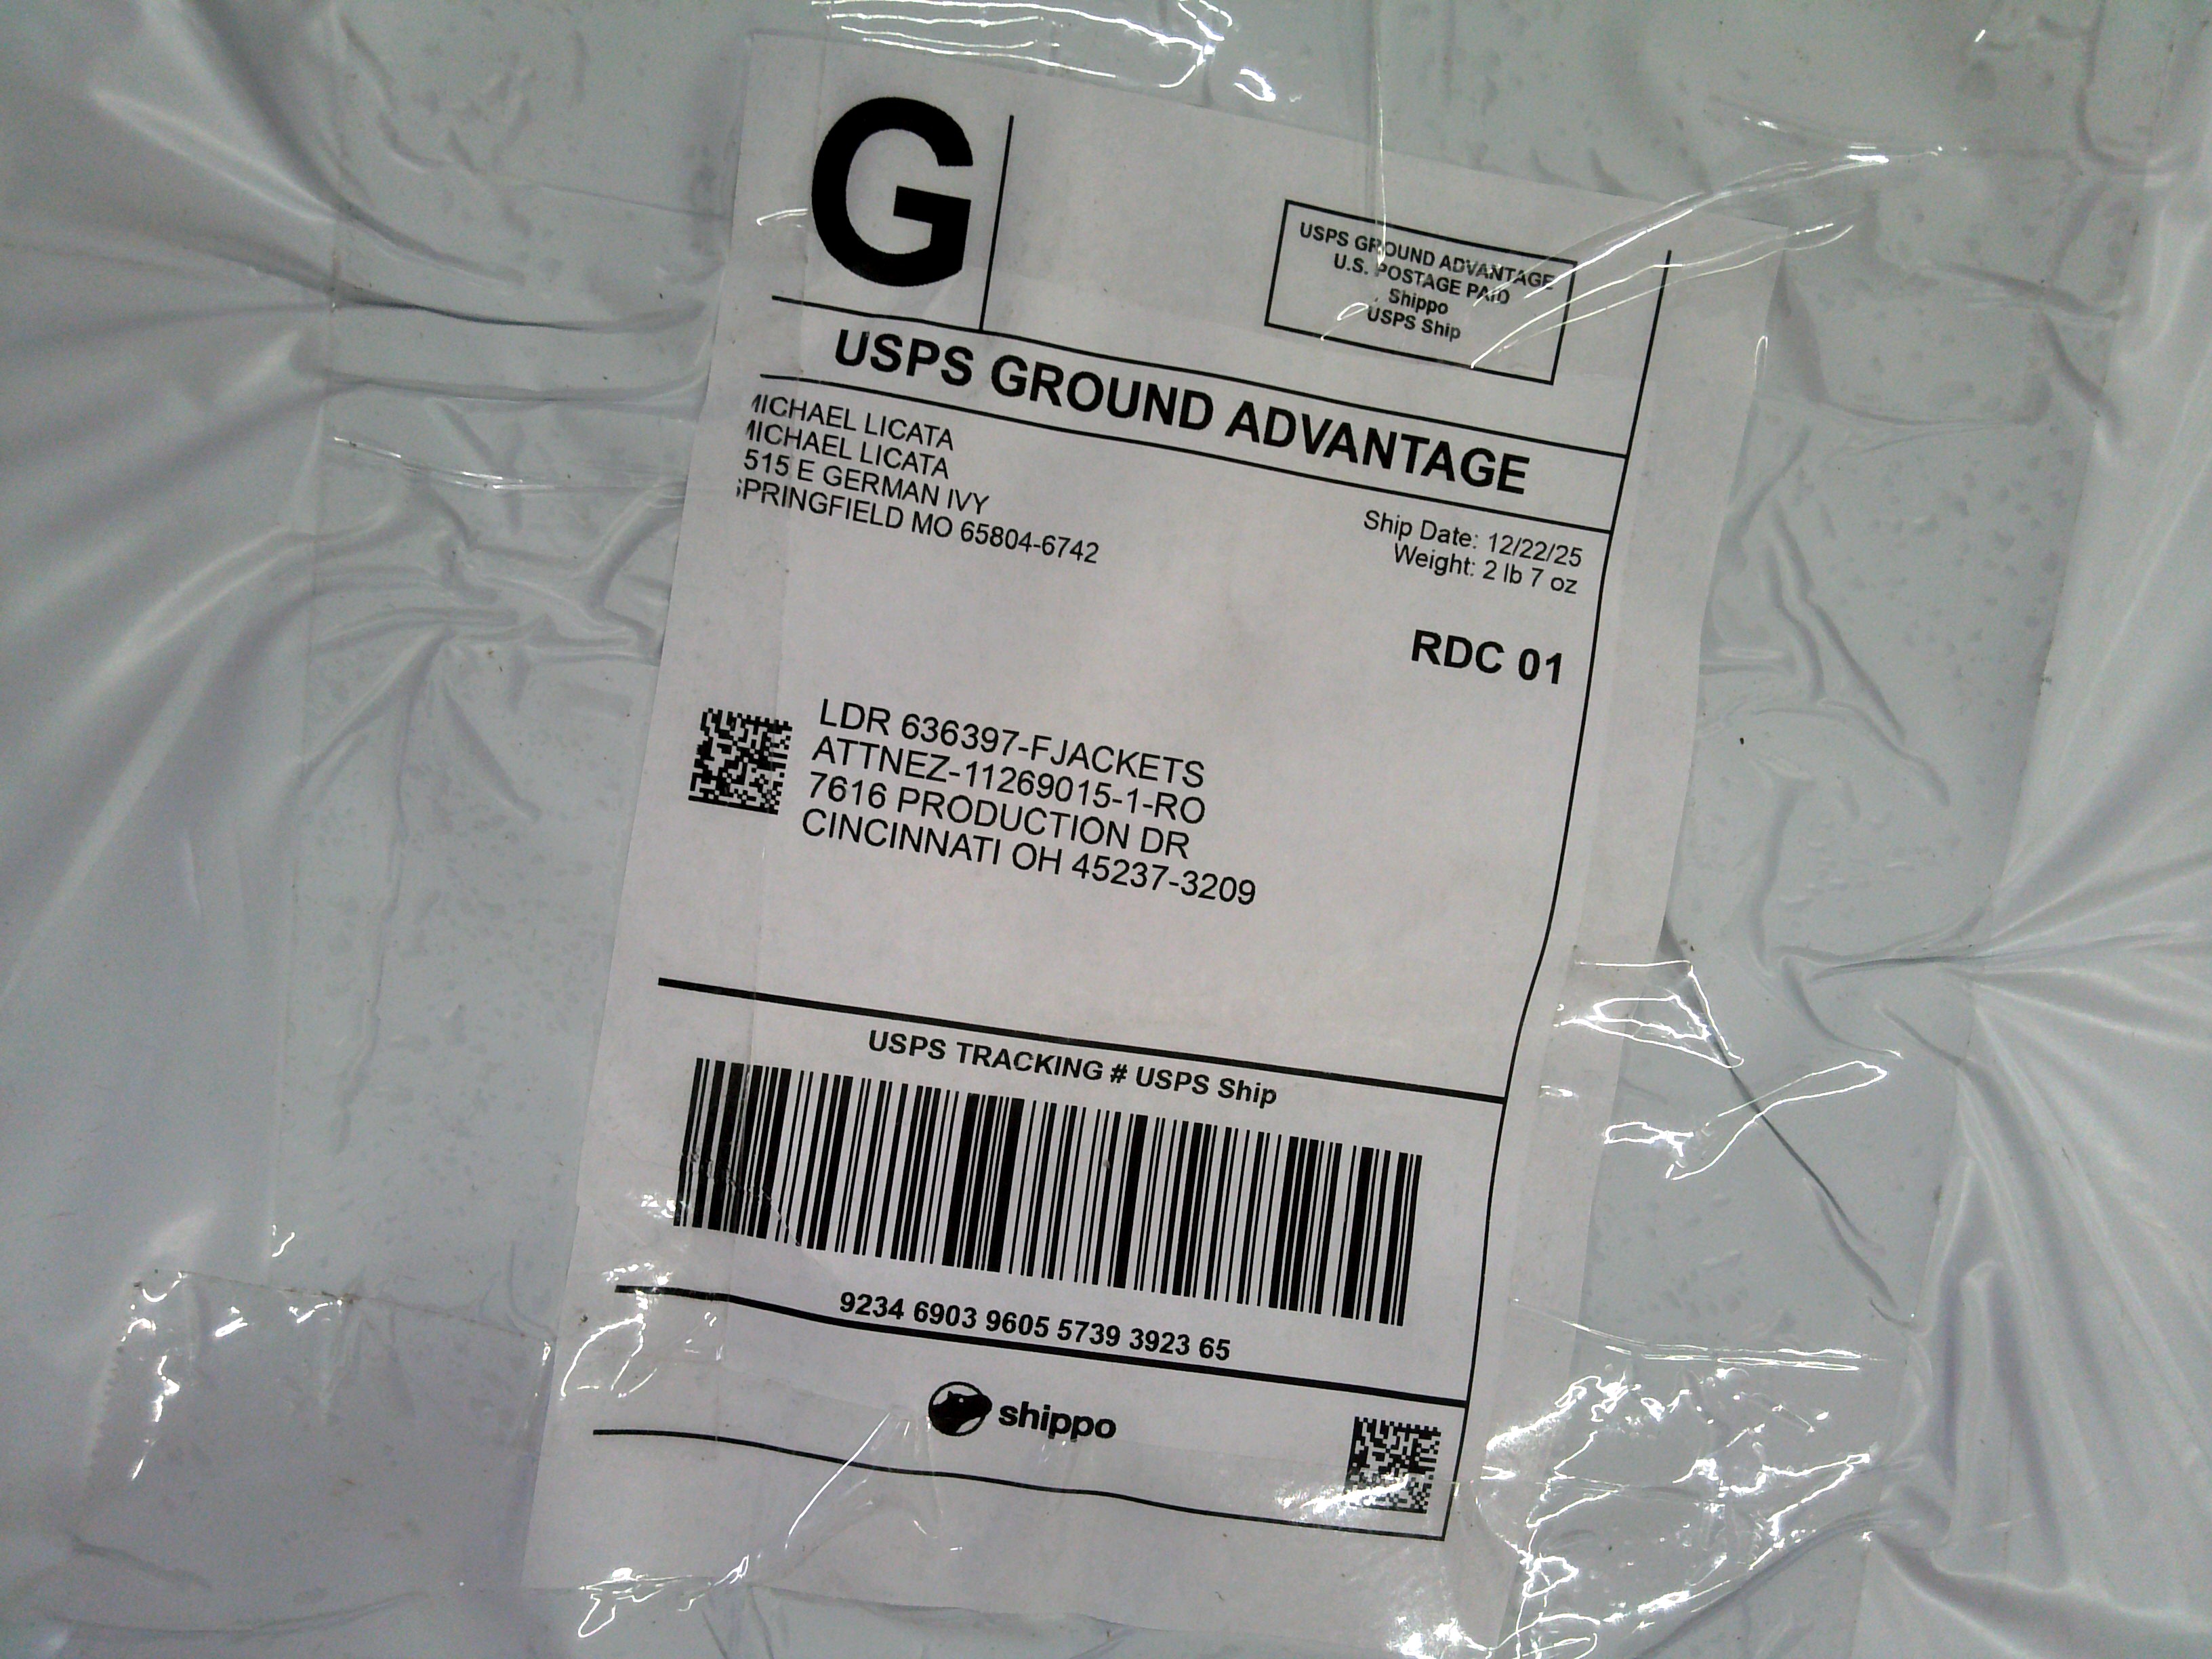 G
USPS GROUND ADVANTAGE
U.S. POSTAGE PAID
Shippo
USPS Ship
USPS GROUND ADVANTAGE
MICHAEL LICATA
MICHAEL LICATA
515 E GERMAN IVY
SPRINGFIELD MO 65804-6742
Ship Date: 12/22/25
Weight: 2 lb 7 oz
RDC 01
LDR 636397-FJACKETS
ATTNEZ-11269015-1-RO
7616 PRODUCTION DR
CINCINNATI OH 45237-3209
USPS TRACKING # USPS Ship
9234 6903 9605 5739 3923 65
shippo